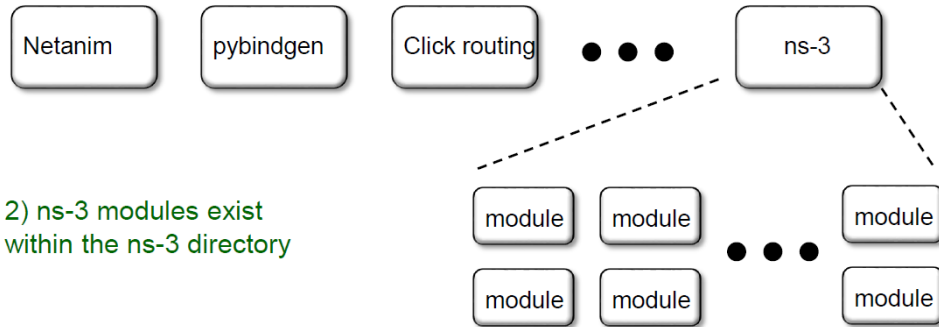 Netanim
pybindgen
Click routing
ns-3
2) ns-3 modules exist
within the ns-3 directory
module
module
module
module
module
module